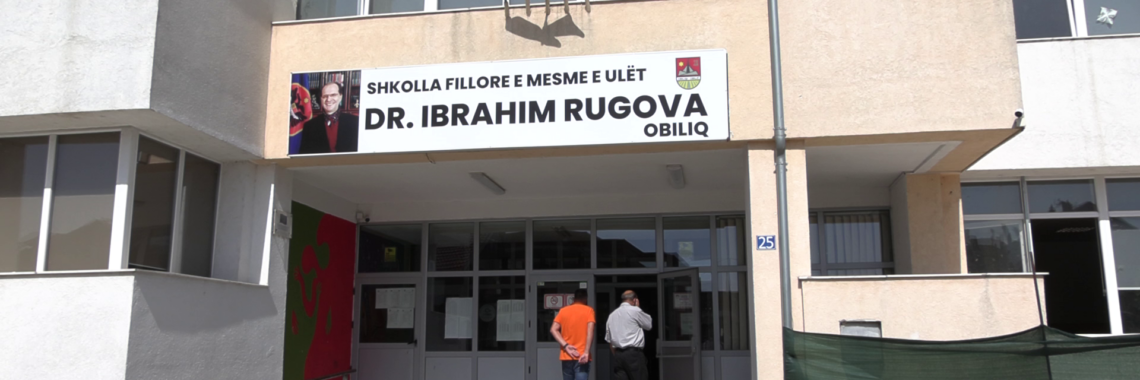 SHKOLLA FILLORE E MESME E ULËT
DR. IBRAHIM RUGOVA
OBILIQ
25